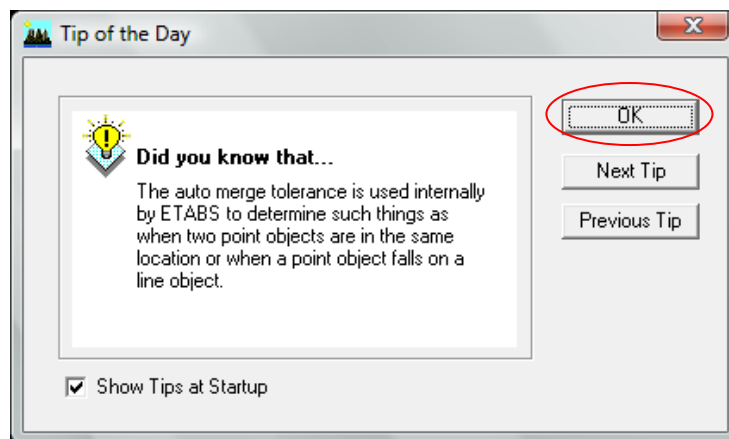 Tip of the Day
X
Did you know that...
The auto merge tolerance is used internally
by ETABS to determine such things as
when two point objects are in the same
location or when a point object falls on a
line object.
OK
Next Tip
Previous Tip
Show Tips at Startup